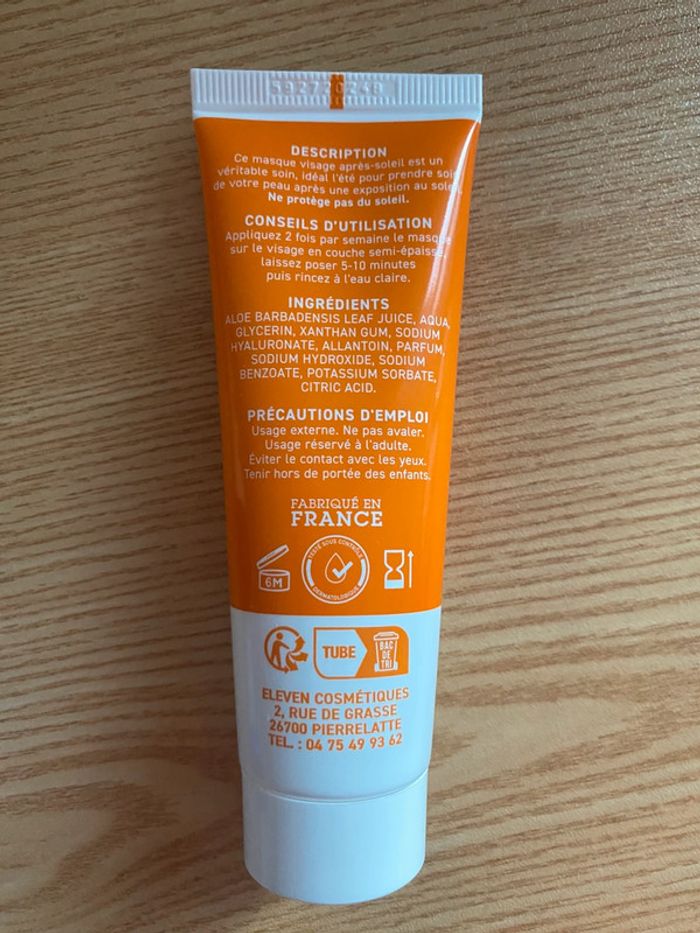 DESCRIPTION
Ce masque visage après-soleil est un
véritable soin, idéal l'été pour prendre soin
de votre peau après une exposition au soleil.
Ne protège pas du soleil.
CONSEILS D'UTILISATION
Appliquez 2 fois par semaine le masque
sur le visage en couche semi-épaisse,
laissez poser 5-10 minutes
puis rincez à l'eau claire.
INGRÉDIENTS
ALOE BARBADENSIS LEAF JUICE, AQUA,
GLYCERIN, XANTHAN GUM, SODIUM
HYALURONATE, ALLANTOIN, PARFUM,
SODIUM HYDROXIDE, SODIUM
BENZOATE, POTASSIUM SORBATE,
CITRIC ACID.
PRÉCAUTIONS D'EMPLOI
Usage externe. Ne pas avaler.
Usage réservé à l'adulte.
Éviter le contact avec les yeux.
Tenir hors de portée des enfants.
FABRIQUÉ EN
FRANCE
6M
TESTÉ SOUS CONTRÔLE
DERMATOLOGIQUE
TUBE
BAC
DE
TRI
ELEVEN COSMÉTIQUES
2, RUE DE GRASSE
26700 PIERRELATTE
TEL. : 04 75 49 93 62